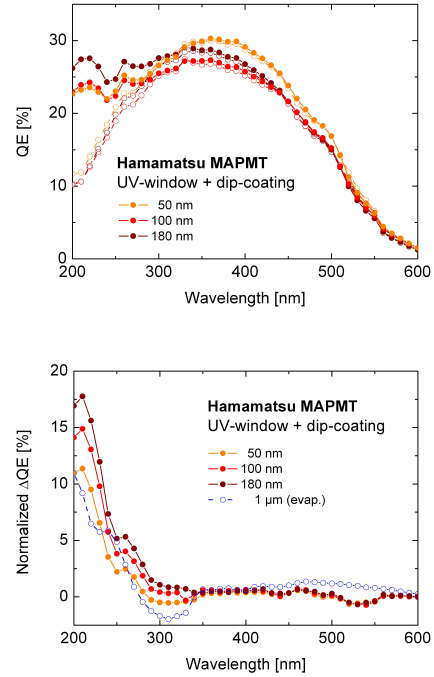 30
20
10
0
QE [%]
Hamamatsu MAPMT
UV-window + dip-coating
50 nm
100 nm
180 nm
200 300 400 500 600
Wavelength [nm]
20
15
10
5
0
Normalized ΔQE [%]
Hamamatsu MAPMT
UV-window + dip-coating
50 nm
100 nm
180 nm
1 µm (evap.)
200 300 400 500 600
Wavelength [nm]